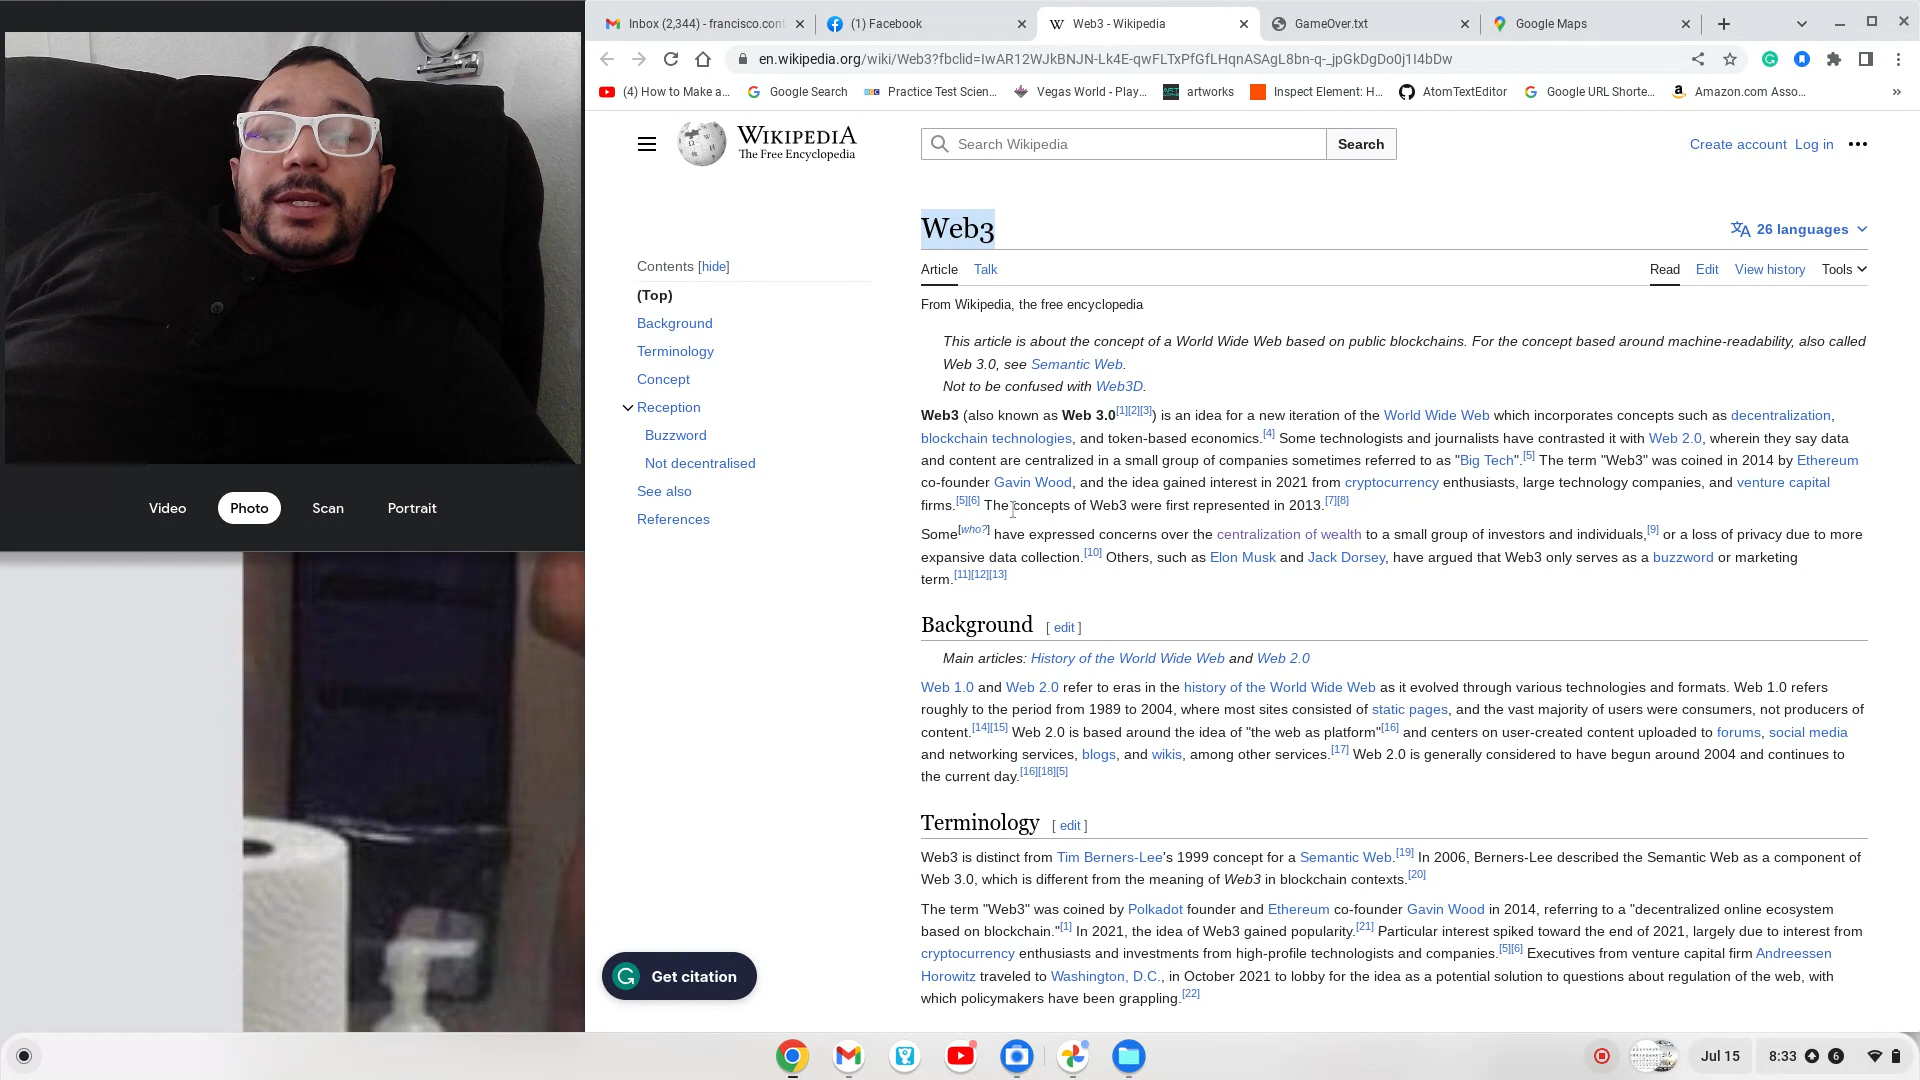 Inbox (2,344) - francisco.con
(1) Facebook
Web3 - Wikipedia
GameOver.txt
Google Maps
en.wikipedia.org/wiki/Web3?fbclid=IwAR12WJkBNJN-Lk4E-qwFLTxPfGfLHqnASAgL8bn-q-_jpGkDgDo0j1I4bDw
(4) How to Make a...
Google Search
Practice Test Scien...
Vegas World - Play...
artworks
Inspect Element: H...
AtomTextEditor
Google URL Shorte...
Amazon.com Asso...
»
WIKIPEDIA
The Free Encyclopedia
Search Wikipedia
Search
Create account Log in
Web3
26 languages
Contents [hide]
(Top)
Background
Terminology
Concept
Reception
Buzzword
Not decentralised
See also
References
Article Talk
Read Edit View history Tools
From Wikipedia, the free encyclopedia
This article is about the concept of a World Wide Web based on public blockchains. For the concept based around machine-readability, also called
Web 3.0, see Semantic Web.
Not to be confused with Web3D.
Web3 (also known as Web 3.0[1][2][3]) is an idea for a new iteration of the World Wide Web which incorporates concepts such as decentralization,
blockchain technologies, and token-based economics.[4] Some technologists and journalists have contrasted it with Web 2.0, wherein they say data
and content are centralized in a small group of companies sometimes referred to as "Big Tech".[5] The term "Web3" was coined in 2014 by Ethereum
co-founder Gavin Wood, and the idea gained interest in 2021 from cryptocurrency enthusiasts, large technology companies, and venture capital
firms.[5][6] The concepts of Web3 were first represented in 2013.[7][8]
Some[who?] have expressed concerns over the centralization of wealth to a small group of investors and individuals,[9] or a loss of privacy due to more
expansive data collection.[10] Others, such as Elon Musk and Jack Dorsey, have argued that Web3 only serves as a buzzword or marketing
term.[11][12][13]
Background [ edit ]
Main articles: History of the World Wide Web and Web 2.0
Web 1.0 and Web 2.0 refer to eras in the history of the World Wide Web as it evolved through various technologies and formats. Web 1.0 refers
roughly to the period from 1989 to 2004, where most sites consisted of static pages, and the vast majority of users were consumers, not producers of
content.[14][15] Web 2.0 is based around the idea of "the web as platform"[16] and centers on user-created content uploaded to forums, social media
and networking services, blogs, and wikis, among other services.[17] Web 2.0 is generally considered to have begun around 2004 and continues to
the current day.[16][18][5]
Terminology [ edit ]
Web3 is distinct from Tim Berners-Lee's 1999 concept for a Semantic Web.[19] In 2006, Berners-Lee described the Semantic Web as a component of
Web 3.0, which is different from the meaning of Web3 in blockchain contexts.[20]
The term "Web3" was coined by Polkadot founder and Ethereum co-founder Gavin Wood in 2014, referring to a "decentralized online ecosystem
based on blockchain."[1] In 2021, the idea of Web3 gained popularity.[21] Particular interest spiked toward the end of 2021, largely due to interest from
cryptocurrency enthusiasts and investments from high-profile technologists and companies.[5][6] Executives from venture capital firm Andreessen
Horowitz traveled to Washington, D.C., in October 2021 to lobby for the idea as a potential solution to questions about regulation of the web, with
which policymakers have been grappling.[22]
Video Photo Scan Portrait
Get citation
Jul 15
8:33
6